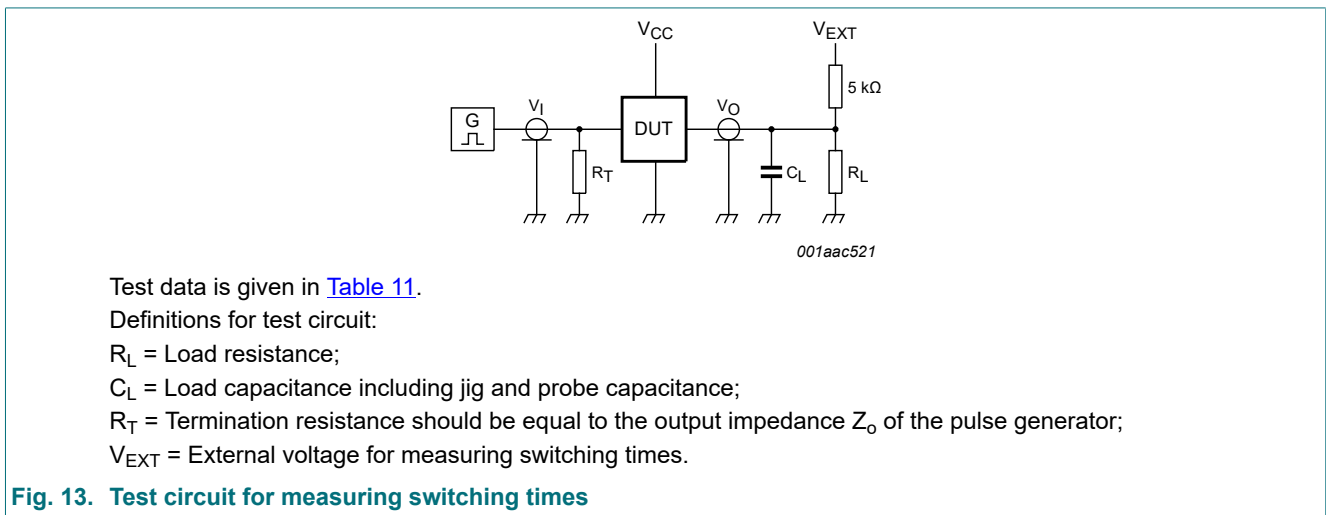 VCC
VEXT
5 kΩ
G
VI
VO
DUT
RT
CL
RL
001aac521
Test data is given in Table 11.
Definitions for test circuit:
RL = Load resistance;
CL = Load capacitance including jig and probe capacitance;
RT = Termination resistance should be equal to the output impedance Zo of the pulse generator;
VEXT = External voltage for measuring switching times.
Fig. 13. Test circuit for measuring switching times